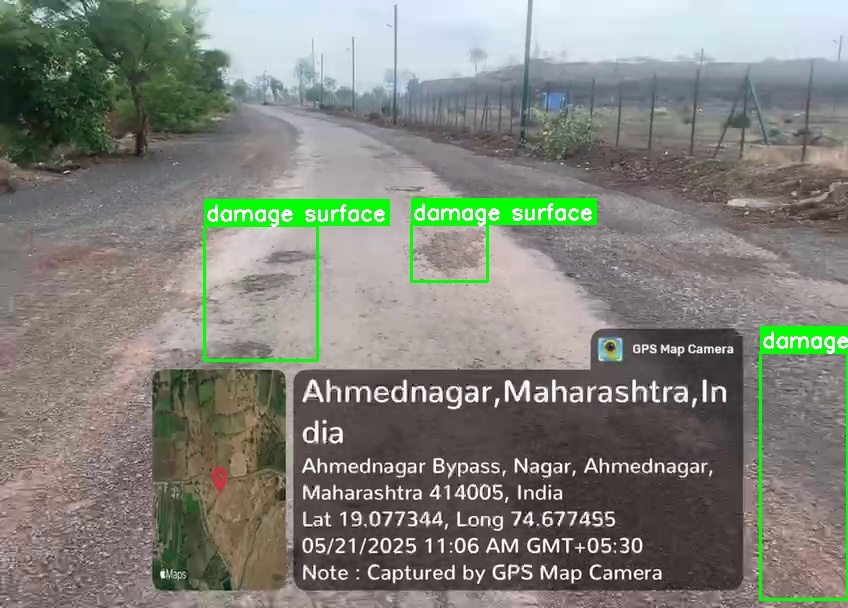 damage surface
damage surface
damage
GPS Map Camera
Ahmednagar,Maharashtra,In
dia
Ahmednagar Bypass, Nagar, Ahmednagar,
Maharashtra 414005, India
Lat 19.077344, Long 74.677455
05/21/2025 11:06 AM GMT+05:30
Note : Captured by GPS Map Camera
Maps